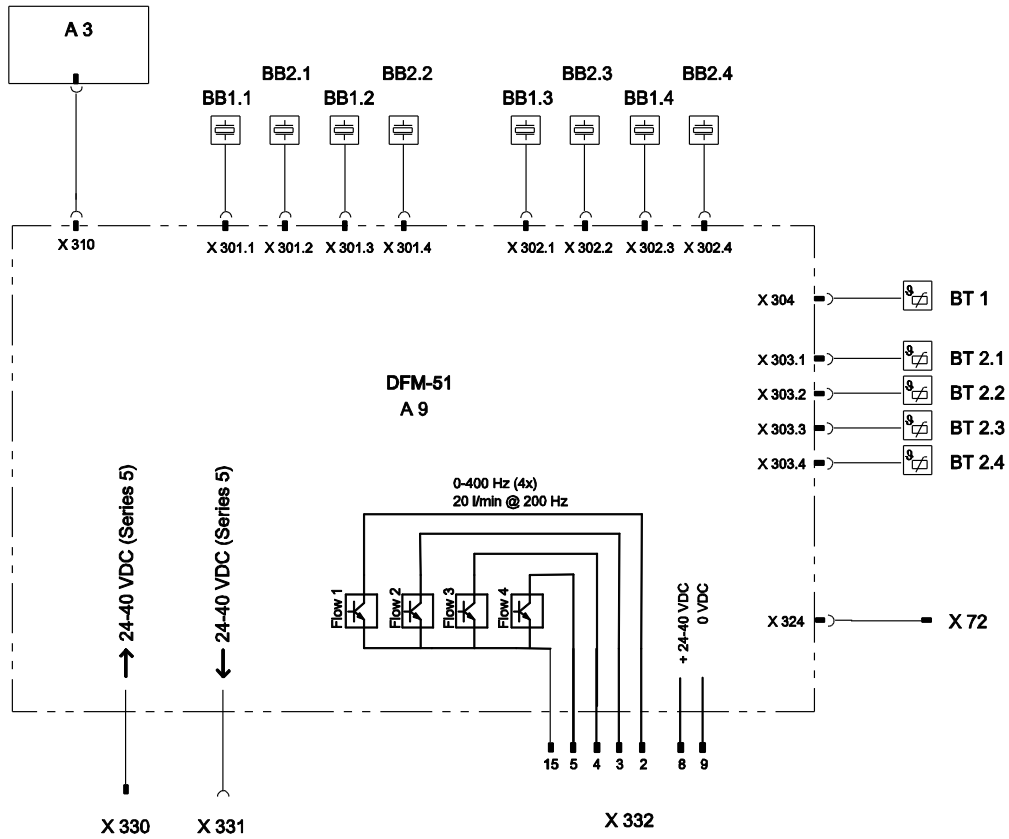 A 3
BB2.1
BB2.2
BB2.3
BB2.4
BB1.1
BB1.2
BB1.3
BB1.4
X 310
X 301.1
X 301.2
X 301.3
X 301.4
X 302.1
X 302.2
X 302.3
X 302.4
X 304
ϑ
BT 1
X 303.1
ϑ
BT 2.1
X 303.2
ϑ
BT 2.2
X 303.3
ϑ
BT 2.3
X 303.4
ϑ
BT 2.4
DFM-51
A 9
24-40 VDC (Series 5)
24-40 VDC (Series 5)
0-400 Hz (4x)
20 l/min @ 200 Hz
Flow 1
Flow 2
Flow 3
Flow 4
+ 24-40 VDC
0 VDC
X 324
X 72
15
5
4
3
2
8
9
X 330
X 331
X 332